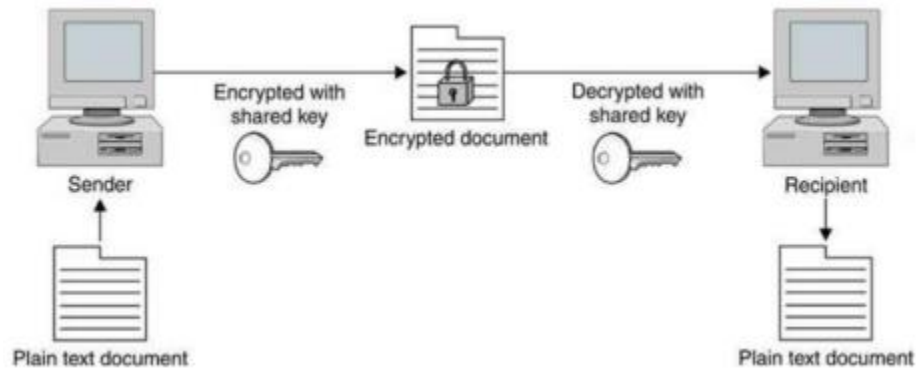 Encrypted with
shared key
Encrypted document
Decrypted with
shared key
Sender
Recipient
Plain text document
Plain text document